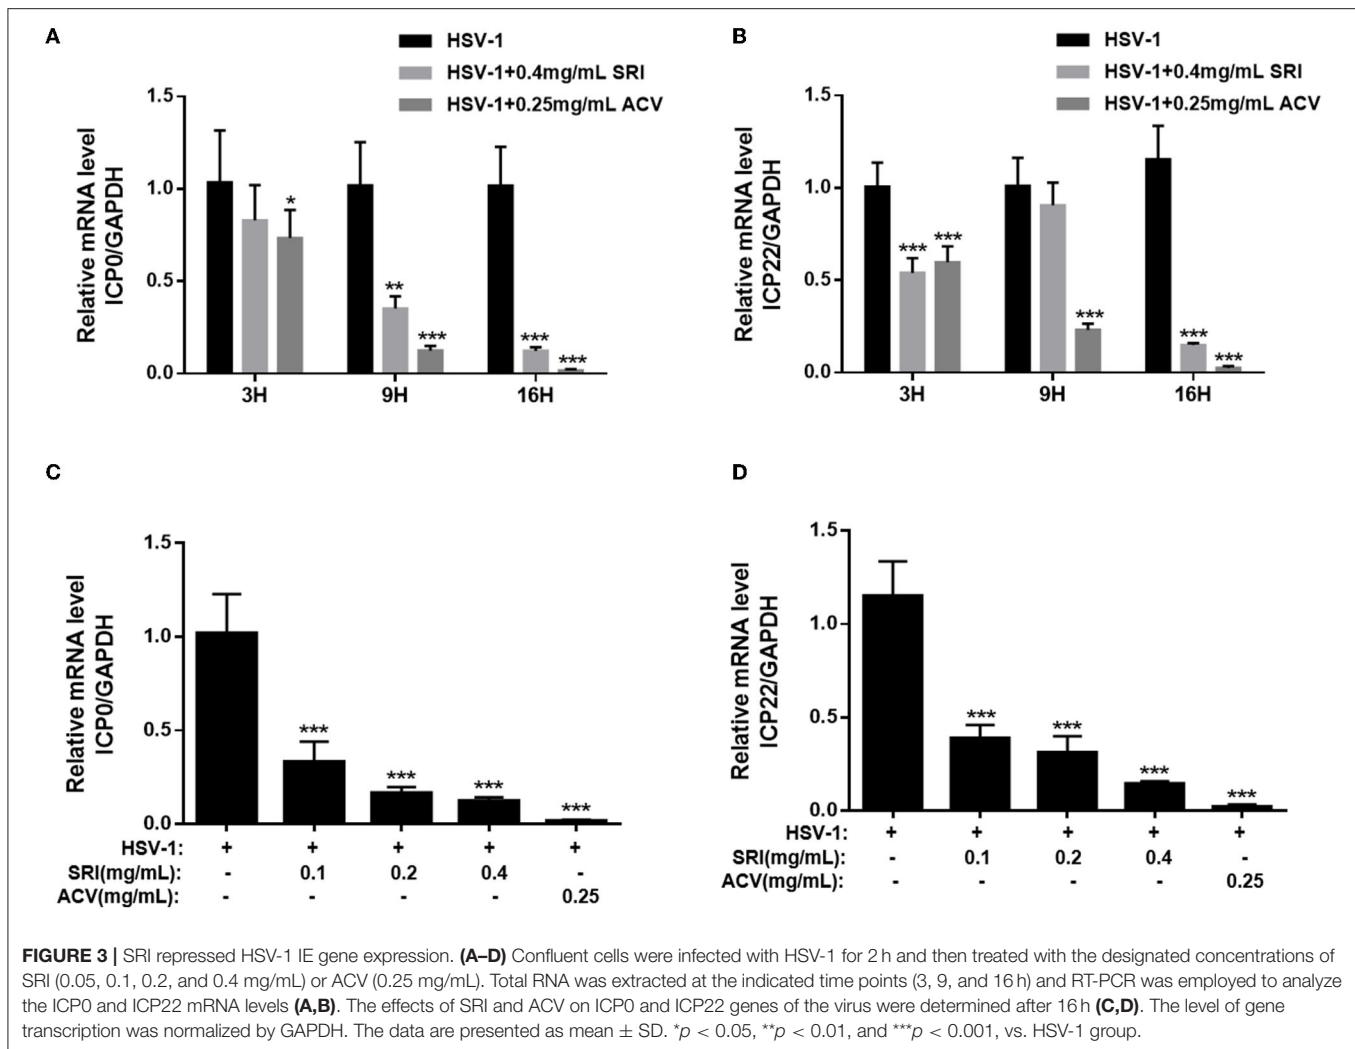 A
HSV-1
HSV-1+0.4mg/mL SRI
HSV-1+0.25mg/mL ACV
Relative mRNA level
ICP0/GAPDH
1.5
1.0
0.5
0.0
*
**
***
***
***
3H
9H
16H
B
HSV-1
HSV-1+0.4mg/mL SRI
HSV-1+0.25mg/mL ACV
Relative mRNA level
ICP22/GAPDH
1.5
1.0
0.5
0.0
***
***
***
***
***
3H
9H
16H
C
Relative mRNA level
ICP0/GAPDH
1.5
1.0
0.5
0.0
***
***
***
***
HSV-1: + + + + +
SRI(mg/mL): - 0.1 0.2 0.4 -
ACV(mg/mL): - - - - 0.25
D
Relative mRNA level
ICP22/GAPDH
1.5
1.0
0.5
0.0
***
***
***
***
HSV-1: + + + + +
SRI(mg/mL): - 0.1 0.2 0.4 -
ACV(mg/mL): - - - - 0.25
FIGURE 3 | SRI repressed HSV-1 IE gene expression. (A–D) Confluent cells were infected with HSV-1 for 2 h and then treated with the designated concentrations of
SRI (0.05, 0.1, 0.2, and 0.4 mg/mL) or ACV (0.25 mg/mL). Total RNA was extracted at the indicated time points (3, 9, and 16 h) and RT-PCR was employed to analyze
the ICP0 and ICP22 mRNA levels (A,B). The effects of SRI and ACV on ICP0 and ICP22 genes of the virus were determined after 16 h (C,D). The level of gene
transcription was normalized by GAPDH. The data are presented as mean ± SD. *p < 0.05, **p < 0.01, and ***p < 0.001, vs. HSV-1 group.